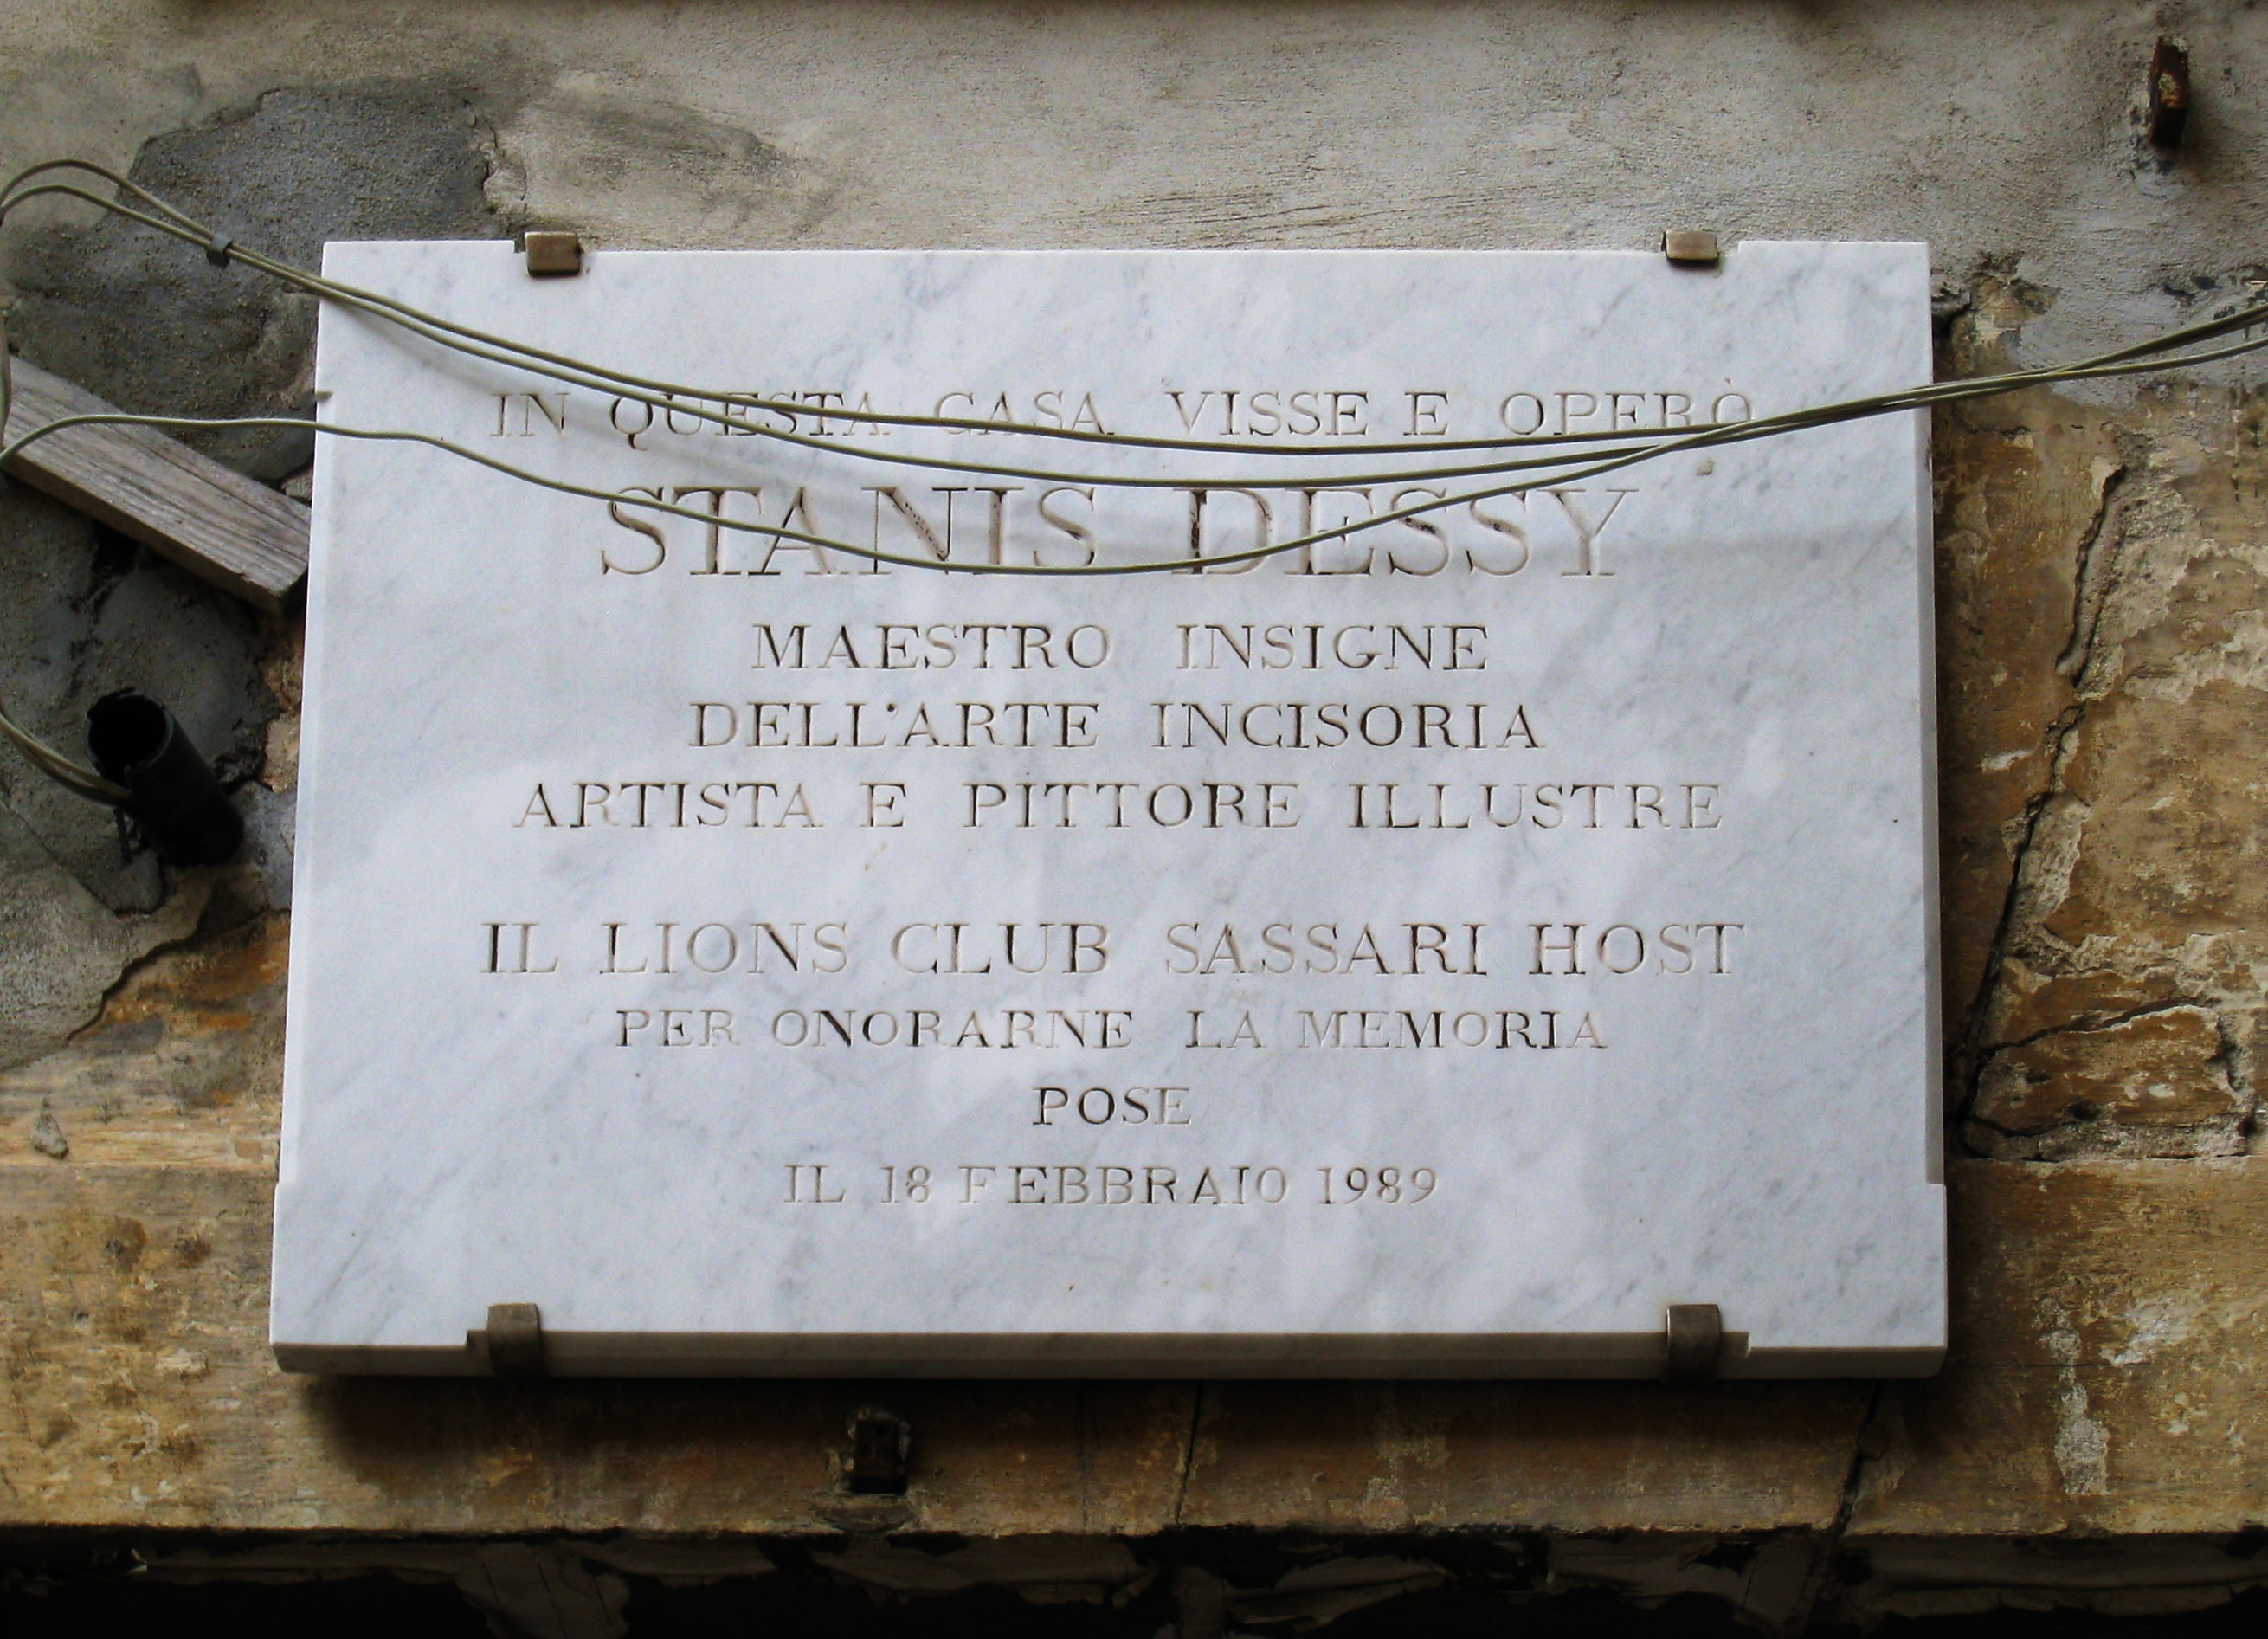 IN QUESTA CASA VISSE E OPERÒ
STANIS DESSY
MAESTRO INSIGNE
DELL'ARTE INCISORIA
ARTISTA E PITTORE ILLUSTRE
IL LIONS CLUB SASSARI HOST
PER ONORARNE LA MEMORIA
POSE
IL 18 FEBBRAIO 1989